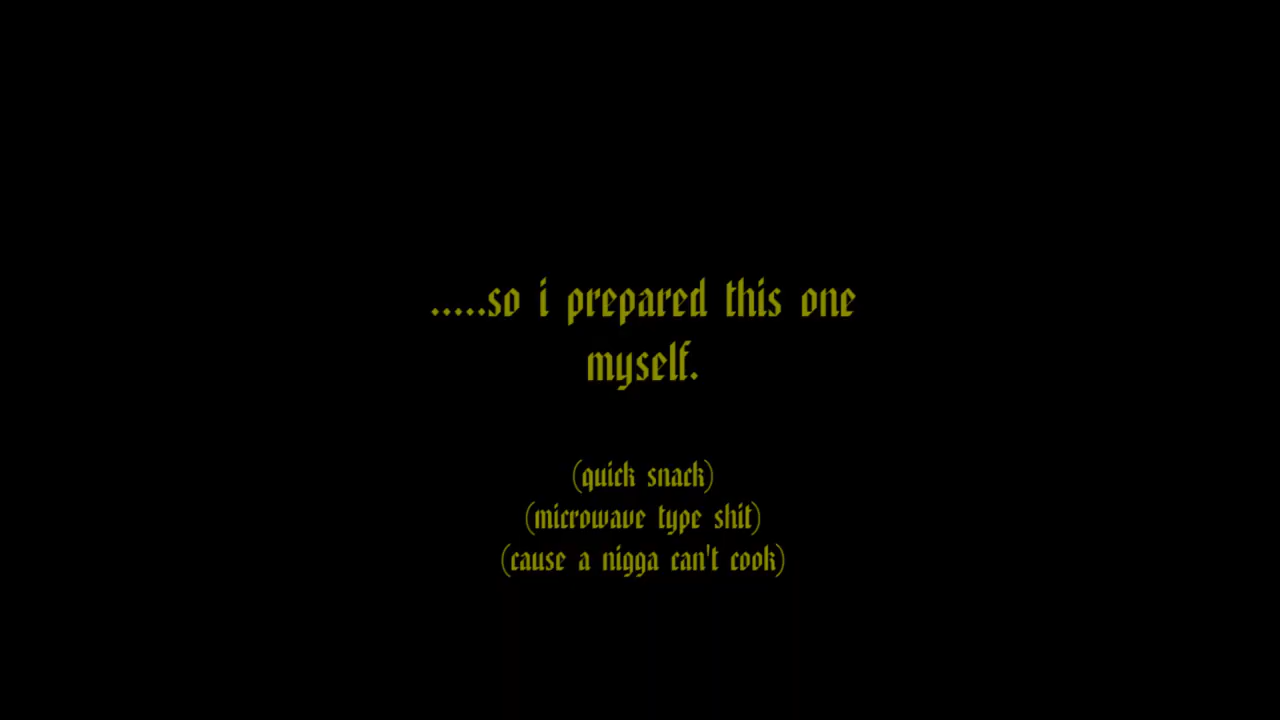 .....so i prepared this one
myself.
(quick snack)
(microwave type shit)
(cause a nigga can't cook)